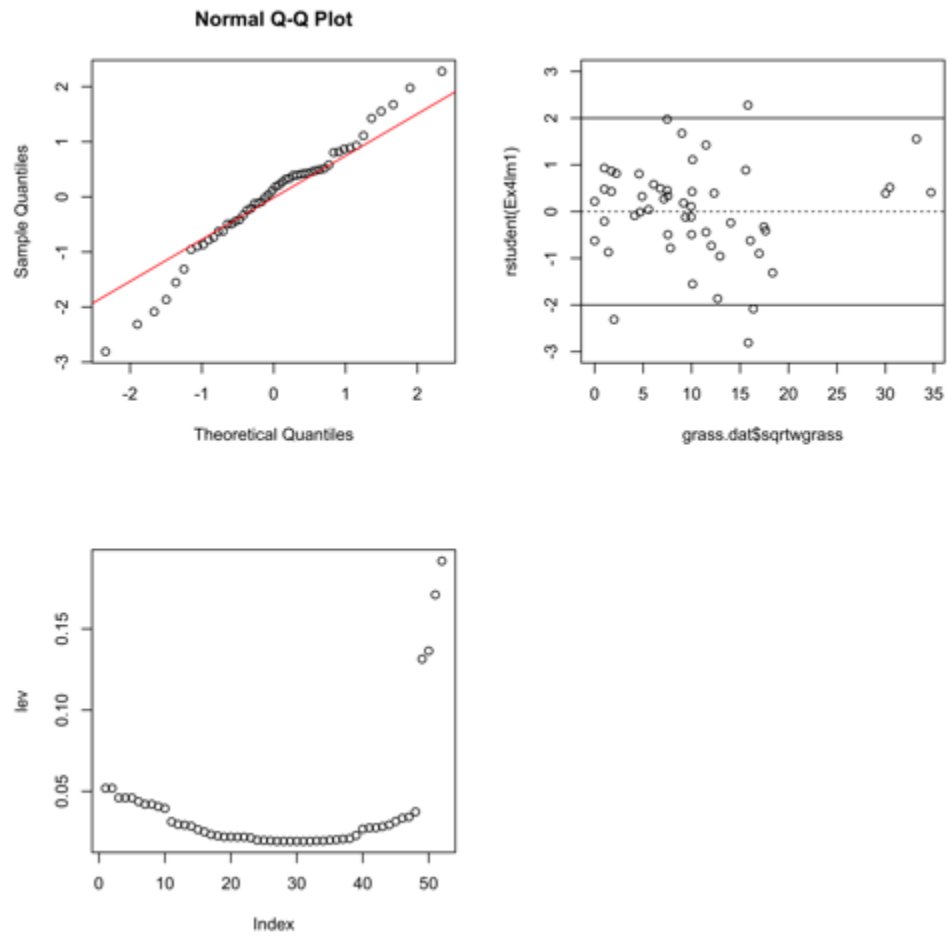 Normal Q-Q Plot
Sample Quantiles
2
1
0
-1
-2
-3
-2 -1 0 1 2
Theoretical Quantiles
rstudent(Ex4lm1)
3
2
1
0
-1
-2
-3
0 5 10 15 20 25 30 35
grass.dat$sqrtwgrass
lev
0.15
0.10
0.05
0 10 20 30 40 50
Index